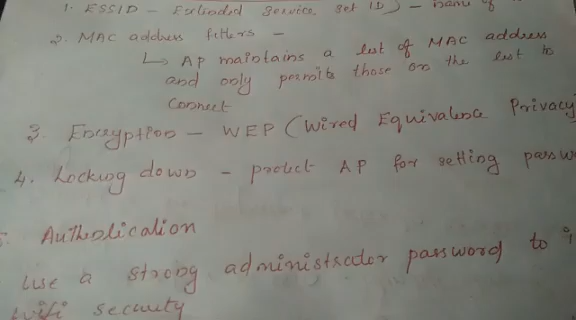 1. ESSID - Extended Service Set ID) - name of
2. MAC address filters -
↳ AP maintains a list of MAC address
and only permits those on the list to
connect
3. Encryption - WEP (Wired Equivalence Privacy)
4. Locking down - protect AP for setting passw
5. Authetication
use a strong administrator password to i
wifi security